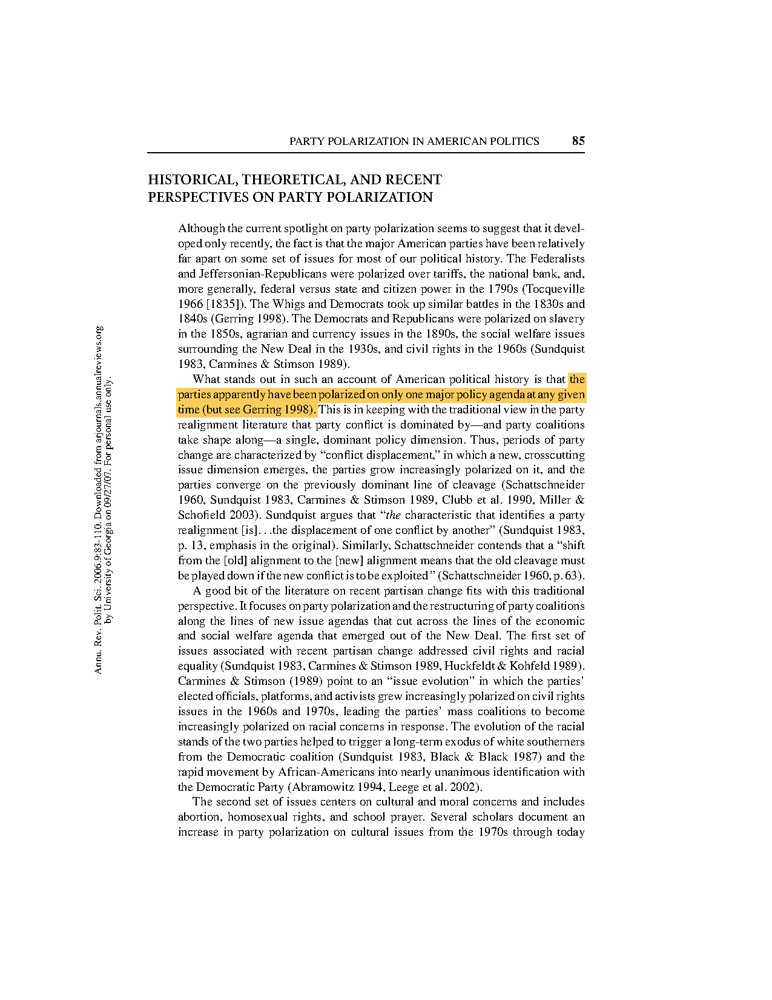 PARTY POLARIZATION IN AMERICAN POLITICS 85
HISTORICAL, THEORETICAL, AND RECENT
PERSPECTIVES ON PARTY POLARIZATION
Although the current spotlight on party polarization seems to suggest that it devel-
oped only recently, the fact is that the major American parties have been relatively
far apart on some set of issues for most of our political history. The Federalists
and Jeffersonian-Republicans were polarized over tariffs, the national bank, and,
more generally, federal versus state and citizen power in the 1790s (Tocqueville
1966 [1835]). The Whigs and Democrats took up similar battles in the 1830s and
1840s (Gerring 1998). The Democrats and Republicans were polarized on slavery
in the 1850s, agrarian and currency issues in the 1890s, the social welfare issues
surrounding the New Deal in the 1930s, and civil rights in the 1960s (Sundquist
1983, Carmines & Stimson 1989).
What stands out in such an account of American political history is that the
parties apparently have been polarized on only one major policy agenda at any given
time (but see Gerring 1998). This is in keeping with the traditional view in the party
realignment literature that party conflict is dominated by—and party coalitions
take shape along—a single, dominant policy dimension. Thus, periods of party
change are characterized by “conflict displacement,” in which a new, crosscutting
issue dimension emerges, the parties grow increasingly polarized on it, and the
parties converge on the previously dominant line of cleavage (Schattschneider
1960, Sundquist 1983, Carmines & Stimson 1989, Clubb et al. 1990, Miller &
Schofield 2003). Sundquist argues that “the characteristic that identifies a party
realignment [is]. . .the displacement of one conflict by another” (Sundquist 1983,
p. 13, emphasis in the original). Similarly, Schattschneider contends that a “shift
from the [old] alignment to the [new] alignment means that the old cleavage must
be played down if the new conflict is to be exploited” (Schattschneider 1960, p. 63).
A good bit of the literature on recent partisan change fits with this traditional
perspective. It focuses on party polarization and the restructuring of party coalitions
along the lines of new issue agendas that cut across the lines of the economic
and social welfare agenda that emerged out of the New Deal. The first set of
issues associated with recent partisan change addressed civil rights and racial
equality (Sundquist 1983, Carmines & Stimson 1989, Huckfeldt & Kohfeld 1989).
Carmines & Stimson (1989) point to an “issue evolution” in which the parties’
elected officials, platforms, and activists grew increasingly polarized on civil rights
issues in the 1960s and 1970s, leading the parties’ mass coalitions to become
increasingly polarized on racial concerns in response. The evolution of the racial
stands of the two parties helped to trigger a long-term exodus of white southerners
from the Democratic coalition (Sundquist 1983, Black & Black 1987) and the
rapid movement by African-Americans into nearly unanimous identification with
the Democratic Party (Abramowitz 1994, Leege et al. 2002).
The second set of issues centers on cultural and moral concerns and includes
abortion, homosexual rights, and school prayer. Several scholars document an
increase in party polarization on cultural issues from the 1970s through today
Annu. Rev. Polit. Sci. 2006.9:83-110. Downloaded from arjournals.annualreviews.org
by University of Georgia on 09/27/07. For personal use only.